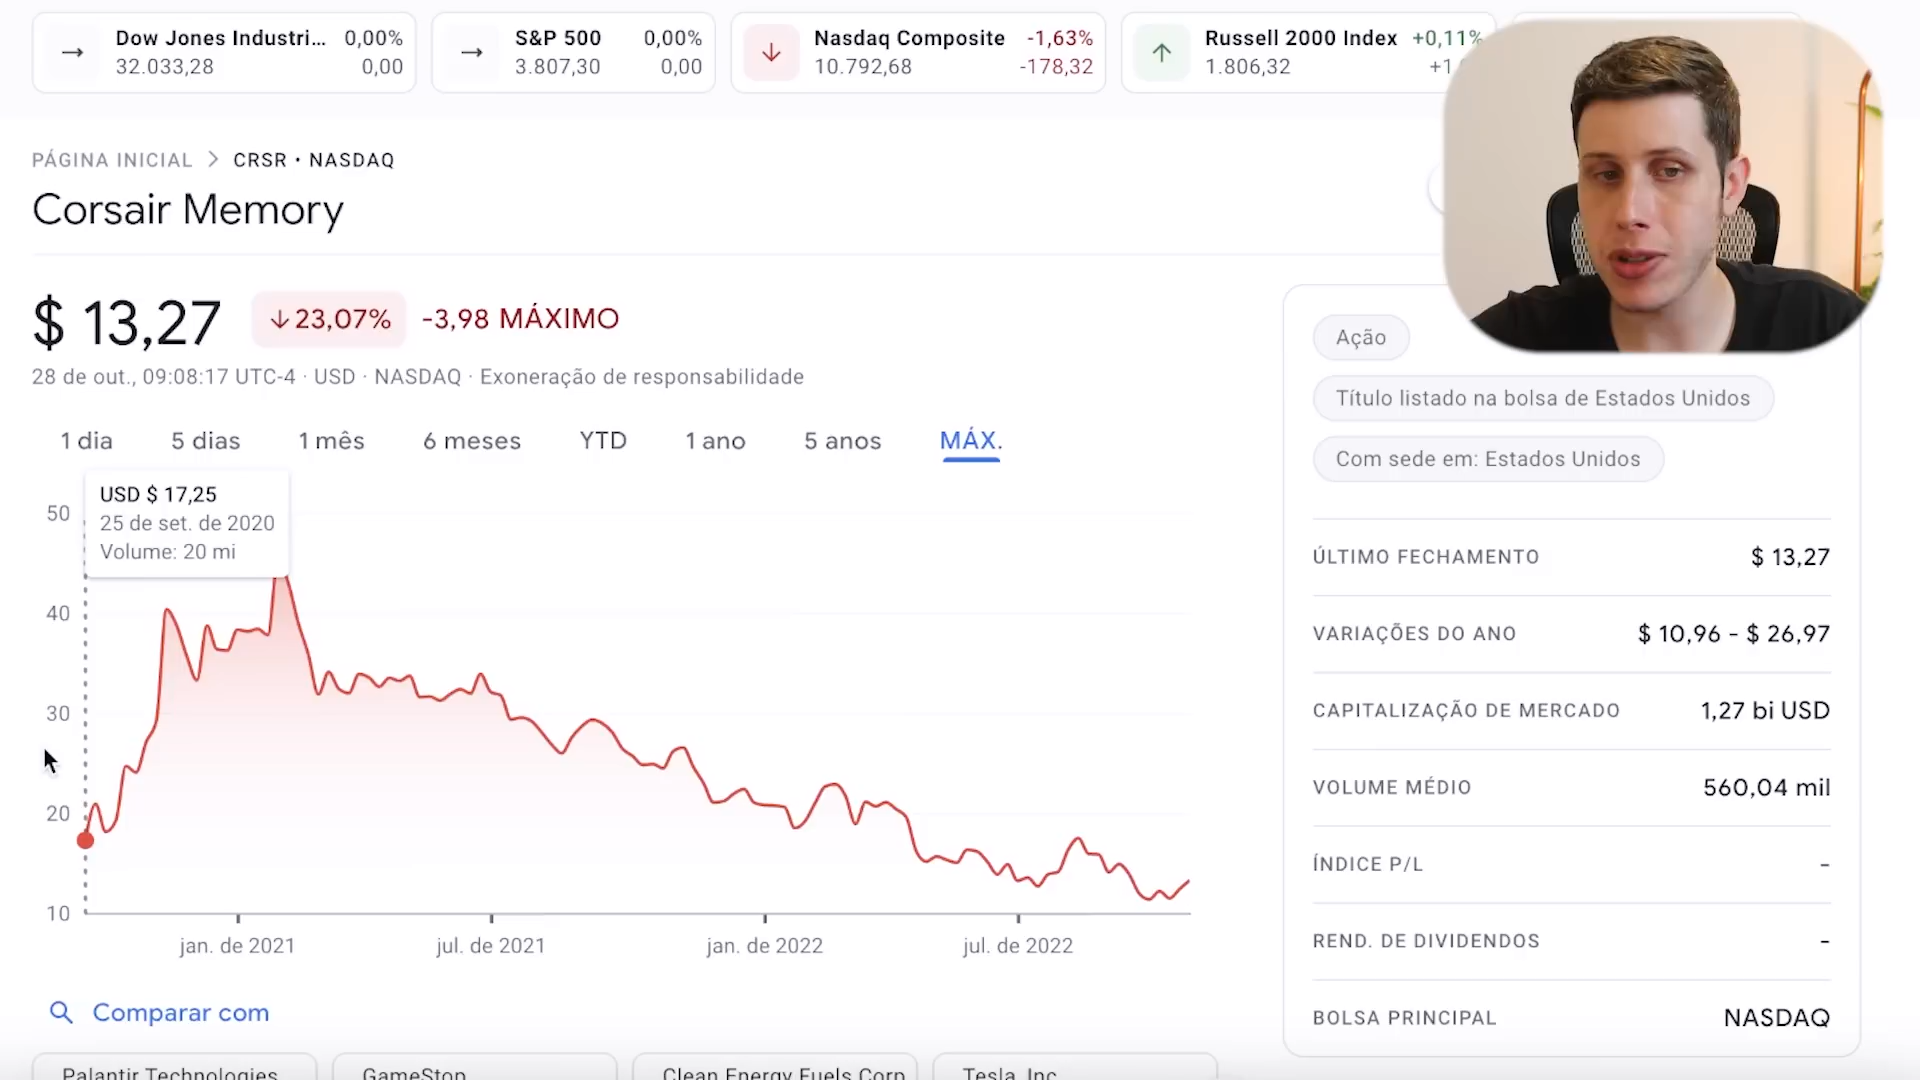 Dow Jones Industri... 0,00%
32.033,28 0,00
S&P 500 0,00%
3.807,30 0,00
Nasdaq Composite -1,63%
10.792,68 -178,32
Russell 2000 Index +0,11%
1.806,32
PÁGINA INICIAL > CRSR • NASDAQ
Corsair Memory
$ 13,27 ↓23,07% -3,98 MÁXIMO
28 de out., 09:08:17 UTC-4 · USD · NASDAQ · Exoneração de responsabilidade
1 dia 5 dias 1 mês 6 meses YTD 1 ano 5 anos MÁX.
USD $ 17,25
25 de set. de 2020
Volume: 20 mi
50
40
30
20
10
jan. de 2021 jul. de 2021 jan. de 2022 jul. de 2022
Comparar com
Palantir Technologies GameStop Clean Energy Fuels Corp Tesla, Inc.
Ação
Título listado na bolsa de Estados Unidos
Com sede em: Estados Unidos
ÚLTIMO FECHAMENTO $ 13,27
VARIAÇÕES DO ANO $ 10,96 - $ 26,97
CAPITALIZAÇÃO DE MERCADO 1,27 bi USD
VOLUME MÉDIO 560,04 mil
ÍNDICE P/L -
REND. DE DIVIDENDOS -
BOLSA PRINCIPAL NASDAQ